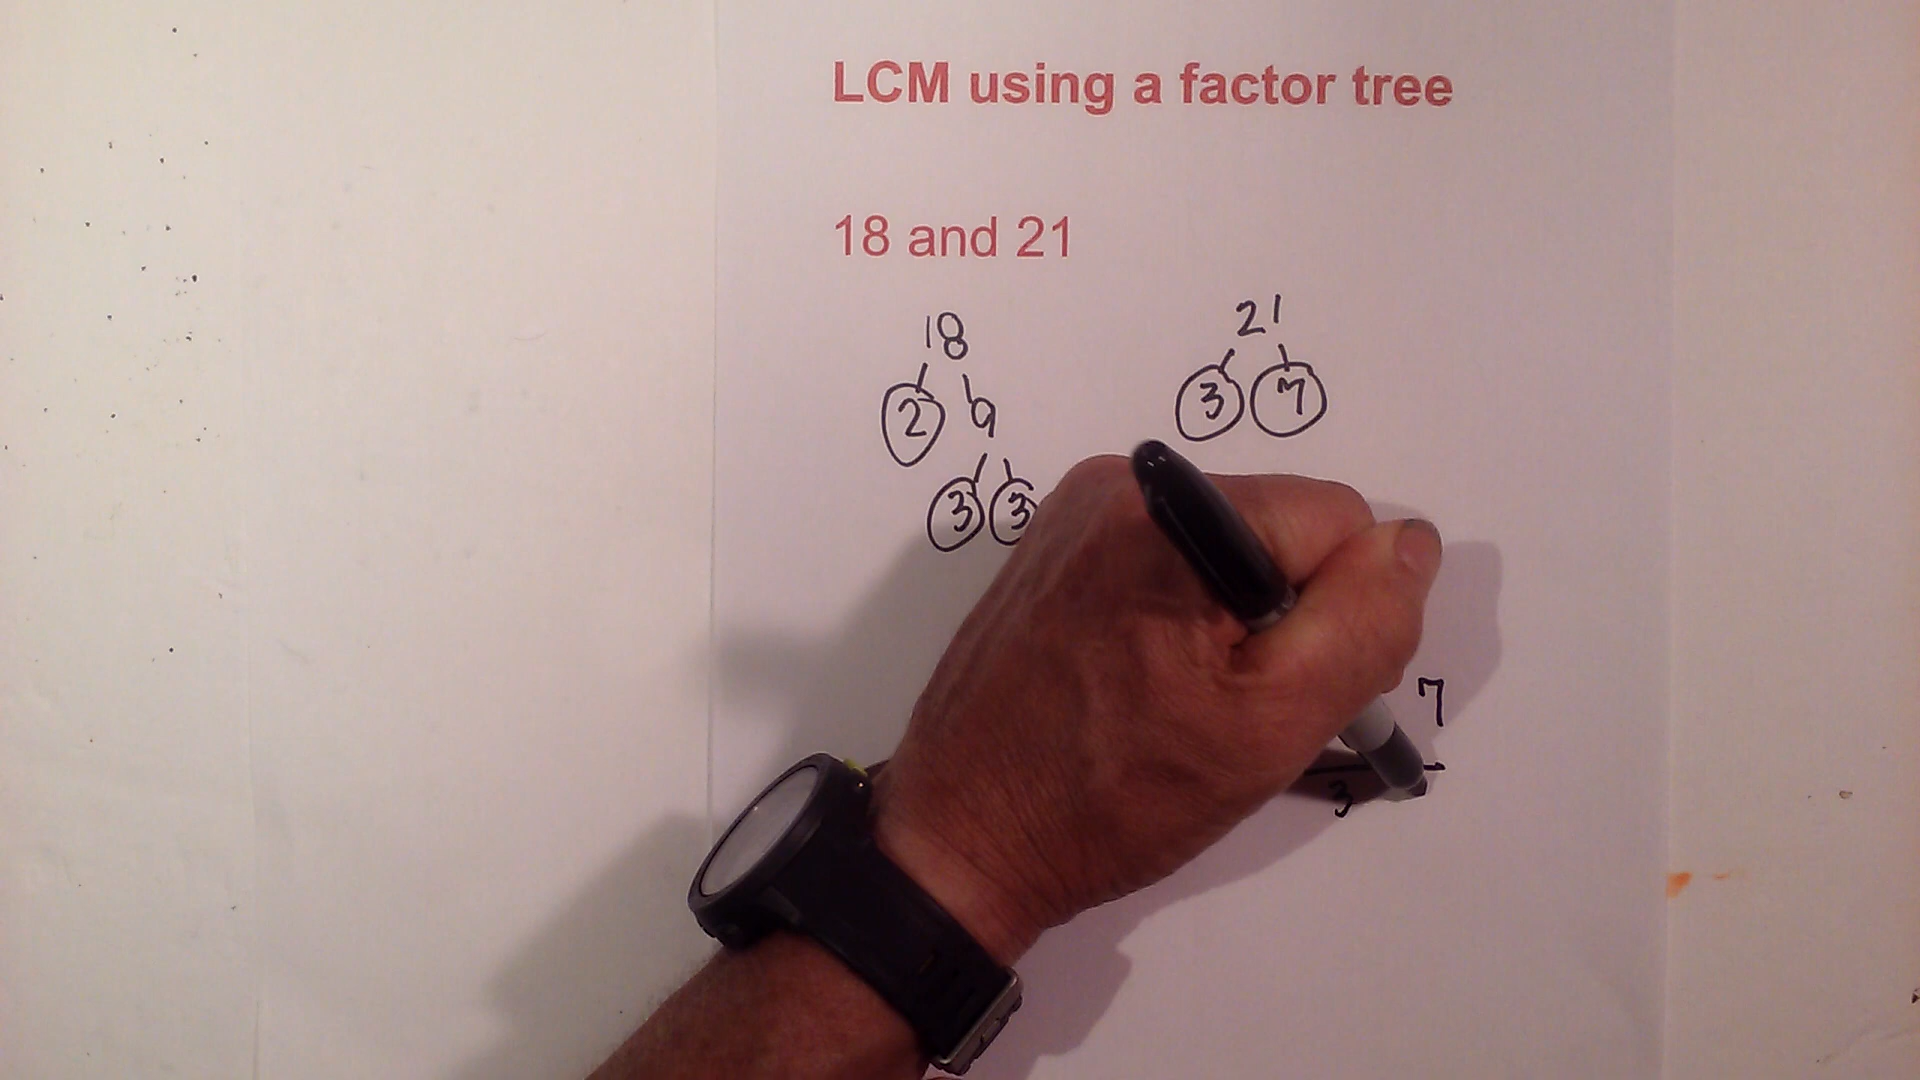 LCM using a factor tree
18 and 21
18 21
2 9 3 7
3 3
7
3